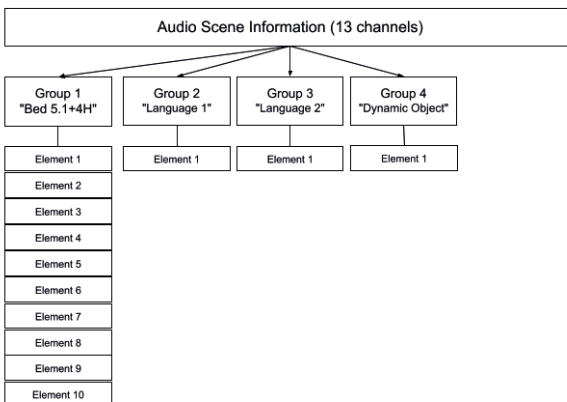 Audio Scene Information (13 channels)
Group 1
"Bed 5.1+4H"
Group 2
"Language 1"
Group 3
"Language 2"
Group 4
"Dynamic Object"
Element 1
Element 1
Element 1
Element 1
Element 2
Element 3
Element 4
Element 5
Element 6
Element 7
Element 8
Element 9
Element 10